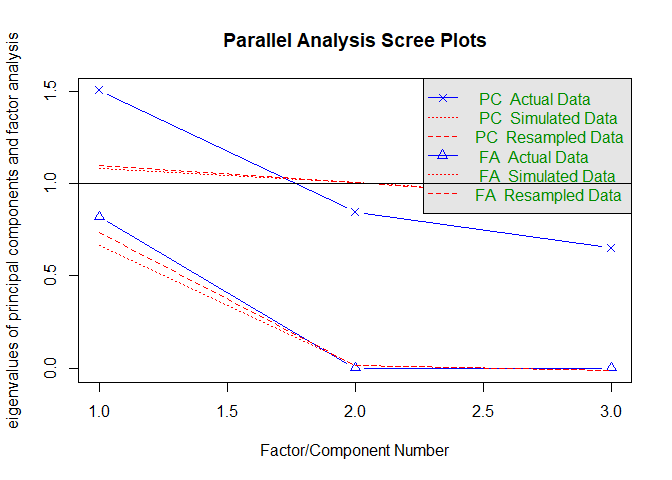 Parallel Analysis Scree Plots
eigenvalues of principal components and factor analysis
1.5
1.0
0.5
0.0
PC Actual Data
PC Simulated Data
PC Resampled Data
FA Actual Data
FA Simulated Data
FA Resampled Data
1.0 1.5 2.0 2.5 3.0
Factor/Component Number